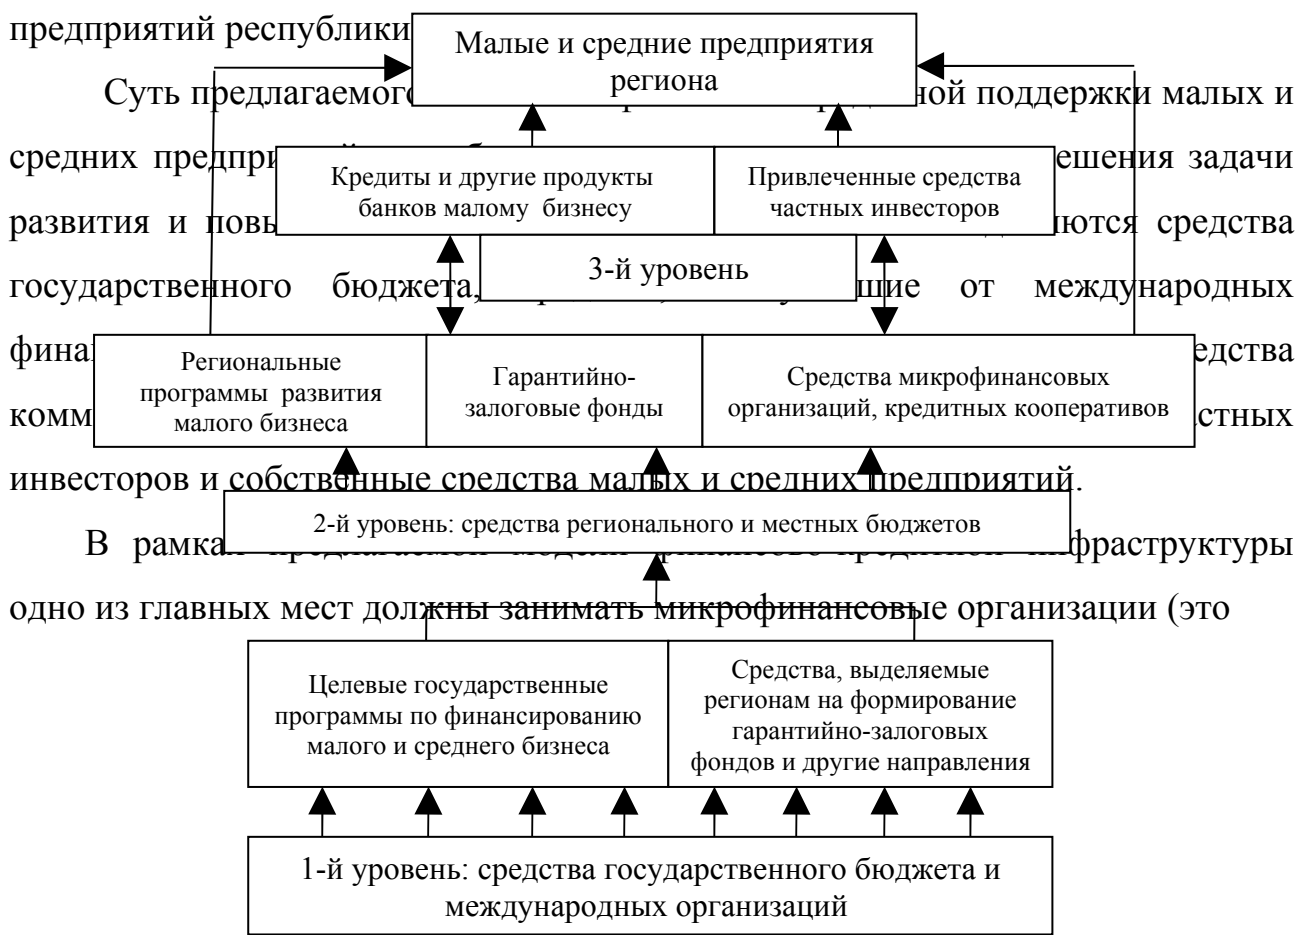 предприятий республики
Малые и средние предприятия
региона
Суть предлагаемого ной поддержки малых и
средних ешения задачи
Кредиты и другие продукты
банков малому бизнесу
Привлеченные средства
частных инвесторов
развития и ются средства
3-й уровень
государственного бюджета, шие от международных
едства
Региональные
программы развития
малого бизнеса
Гарантийно-
залоговые фонды
Средства микрофинансовых
организаций, кредитных кооперативов
стных
инвесторов и собственные средства малых и средних предприятий.
2-й уровень: средства регионального и местных бюджетов
В рамках предлагаемой модели финансово-кредитной инфраструктуры
одно из главных мест должны занимать микрофинансовые организации (это
Целевые государственные
программы по финансированию
малого и среднего бизнеса
Средства, выделяемые
регионам на формирование
гарантийно-залоговых
фондов и другие направления
1-й уровень: средства государственного бюджета и
международных организаций